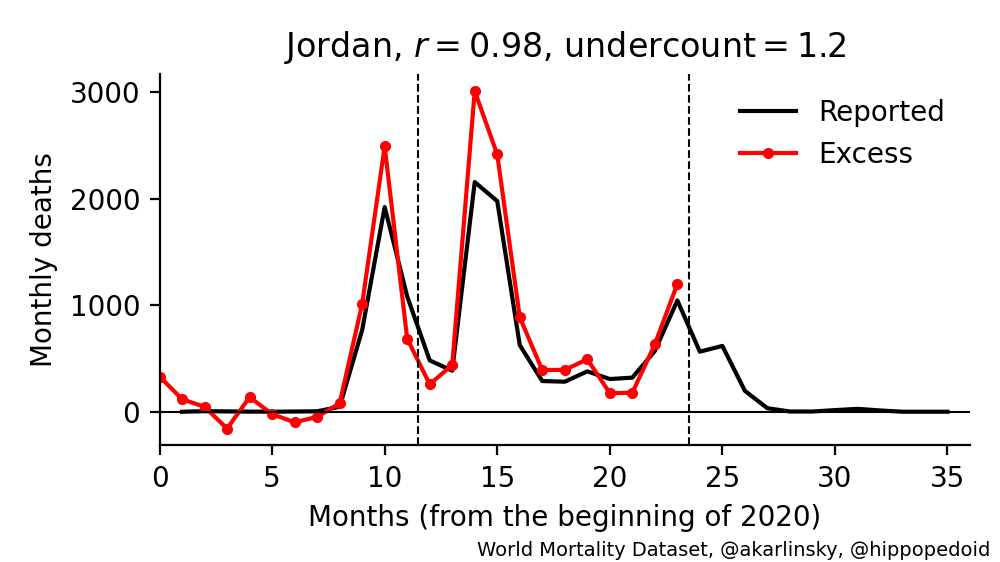 Jordan, r = 0.98, undercount = 1.2
3000
2000
1000
0
Monthly deaths
Reported
Excess
0 5 10 15 20 25 30 35
Months (from the beginning of 2020)
World Mortality Dataset, @akarlinsky, @hippopedoid